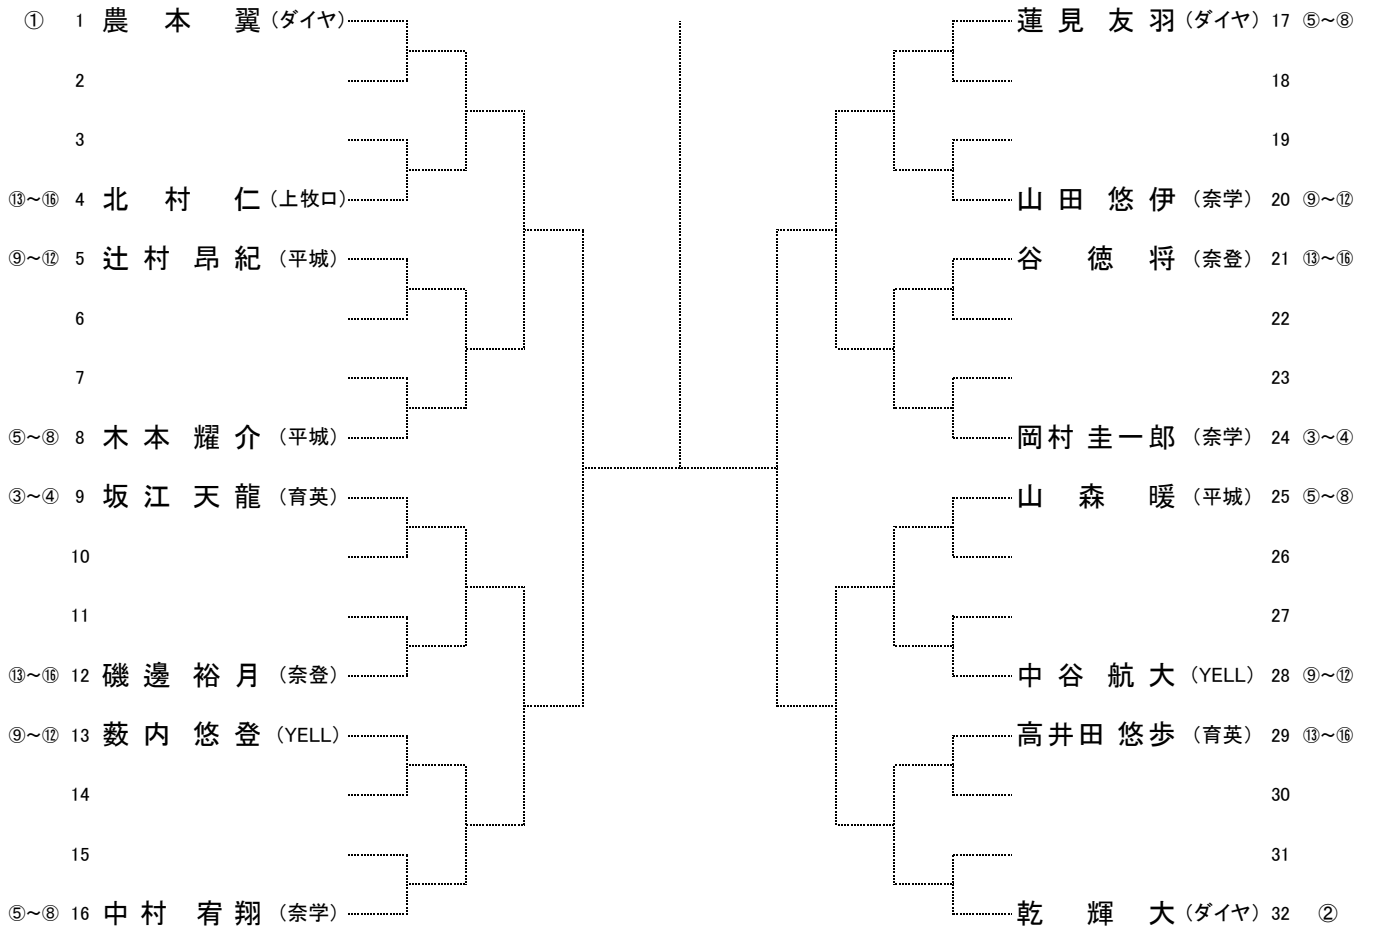 ① 1 農本 翼 (ダイヤ)
2
3
⑬～⑯ 4 北村 仁 (上牧ロ)
⑨～⑫ 5 辻村 昂紀 (平城)
6
7
⑤～⑧ 8 木本 耀介 (平城)
③～④ 9 坂江 天龍 (育英)
10
11
⑬～⑯ 12 磯邊 裕月 (奈登)
⑨～⑫ 13 薮内 悠登 (YELL)
14
15
⑤～⑧ 16 中村 宥翔 (奈学)
蓮見 友羽 (ダイヤ) 17 ⑤～⑧
18
19
山田 悠伊 (奈学) 20 ⑨～⑫
谷 徳将 (奈登) 21 ⑬～⑯
22
23
岡村 圭一郎 (奈学) 24 ③～④
山森 暖 (平城) 25 ⑤～⑧
26
27
中谷 航大 (YELL) 28 ⑨～⑫
高井田 悠歩 (育英) 29 ⑬～⑯
30
31
乾 輝大 (ダイヤ) 32 ②